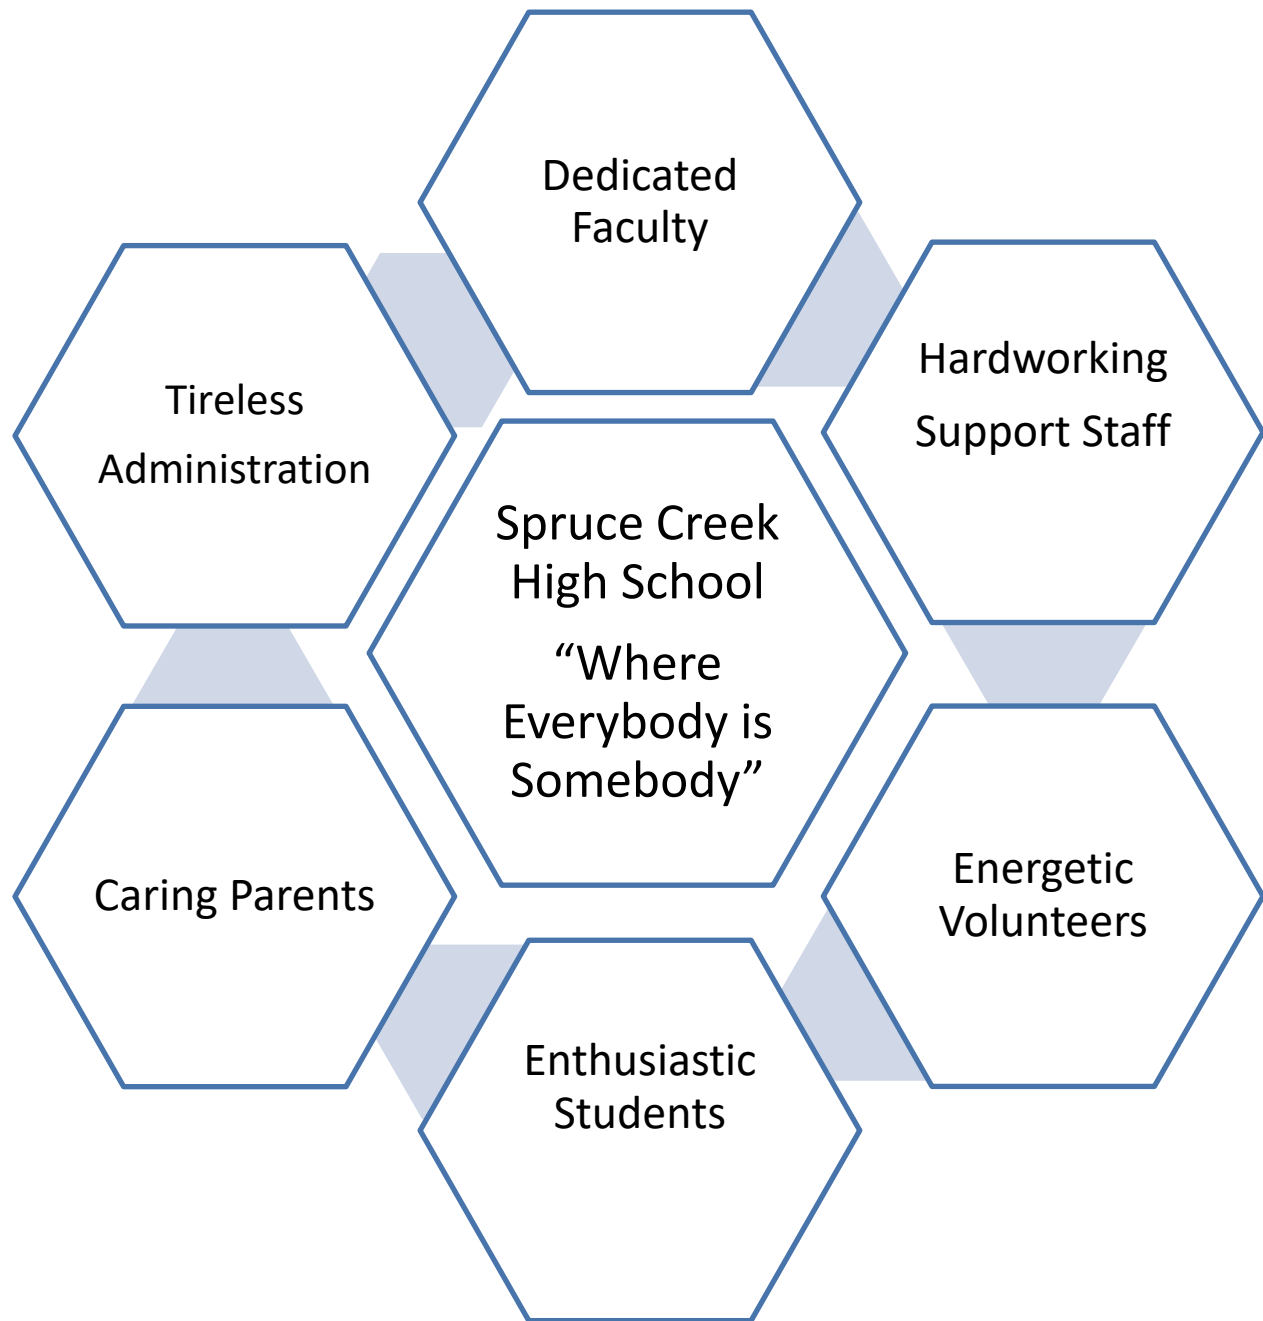 Dedicated
Faculty
Hardworking
Support Staff
Tireless
Administration
Spruce Creek
High School
“Where
Everybody is
Somebody”
Energetic
Volunteers
Caring Parents
Enthusiastic
Students